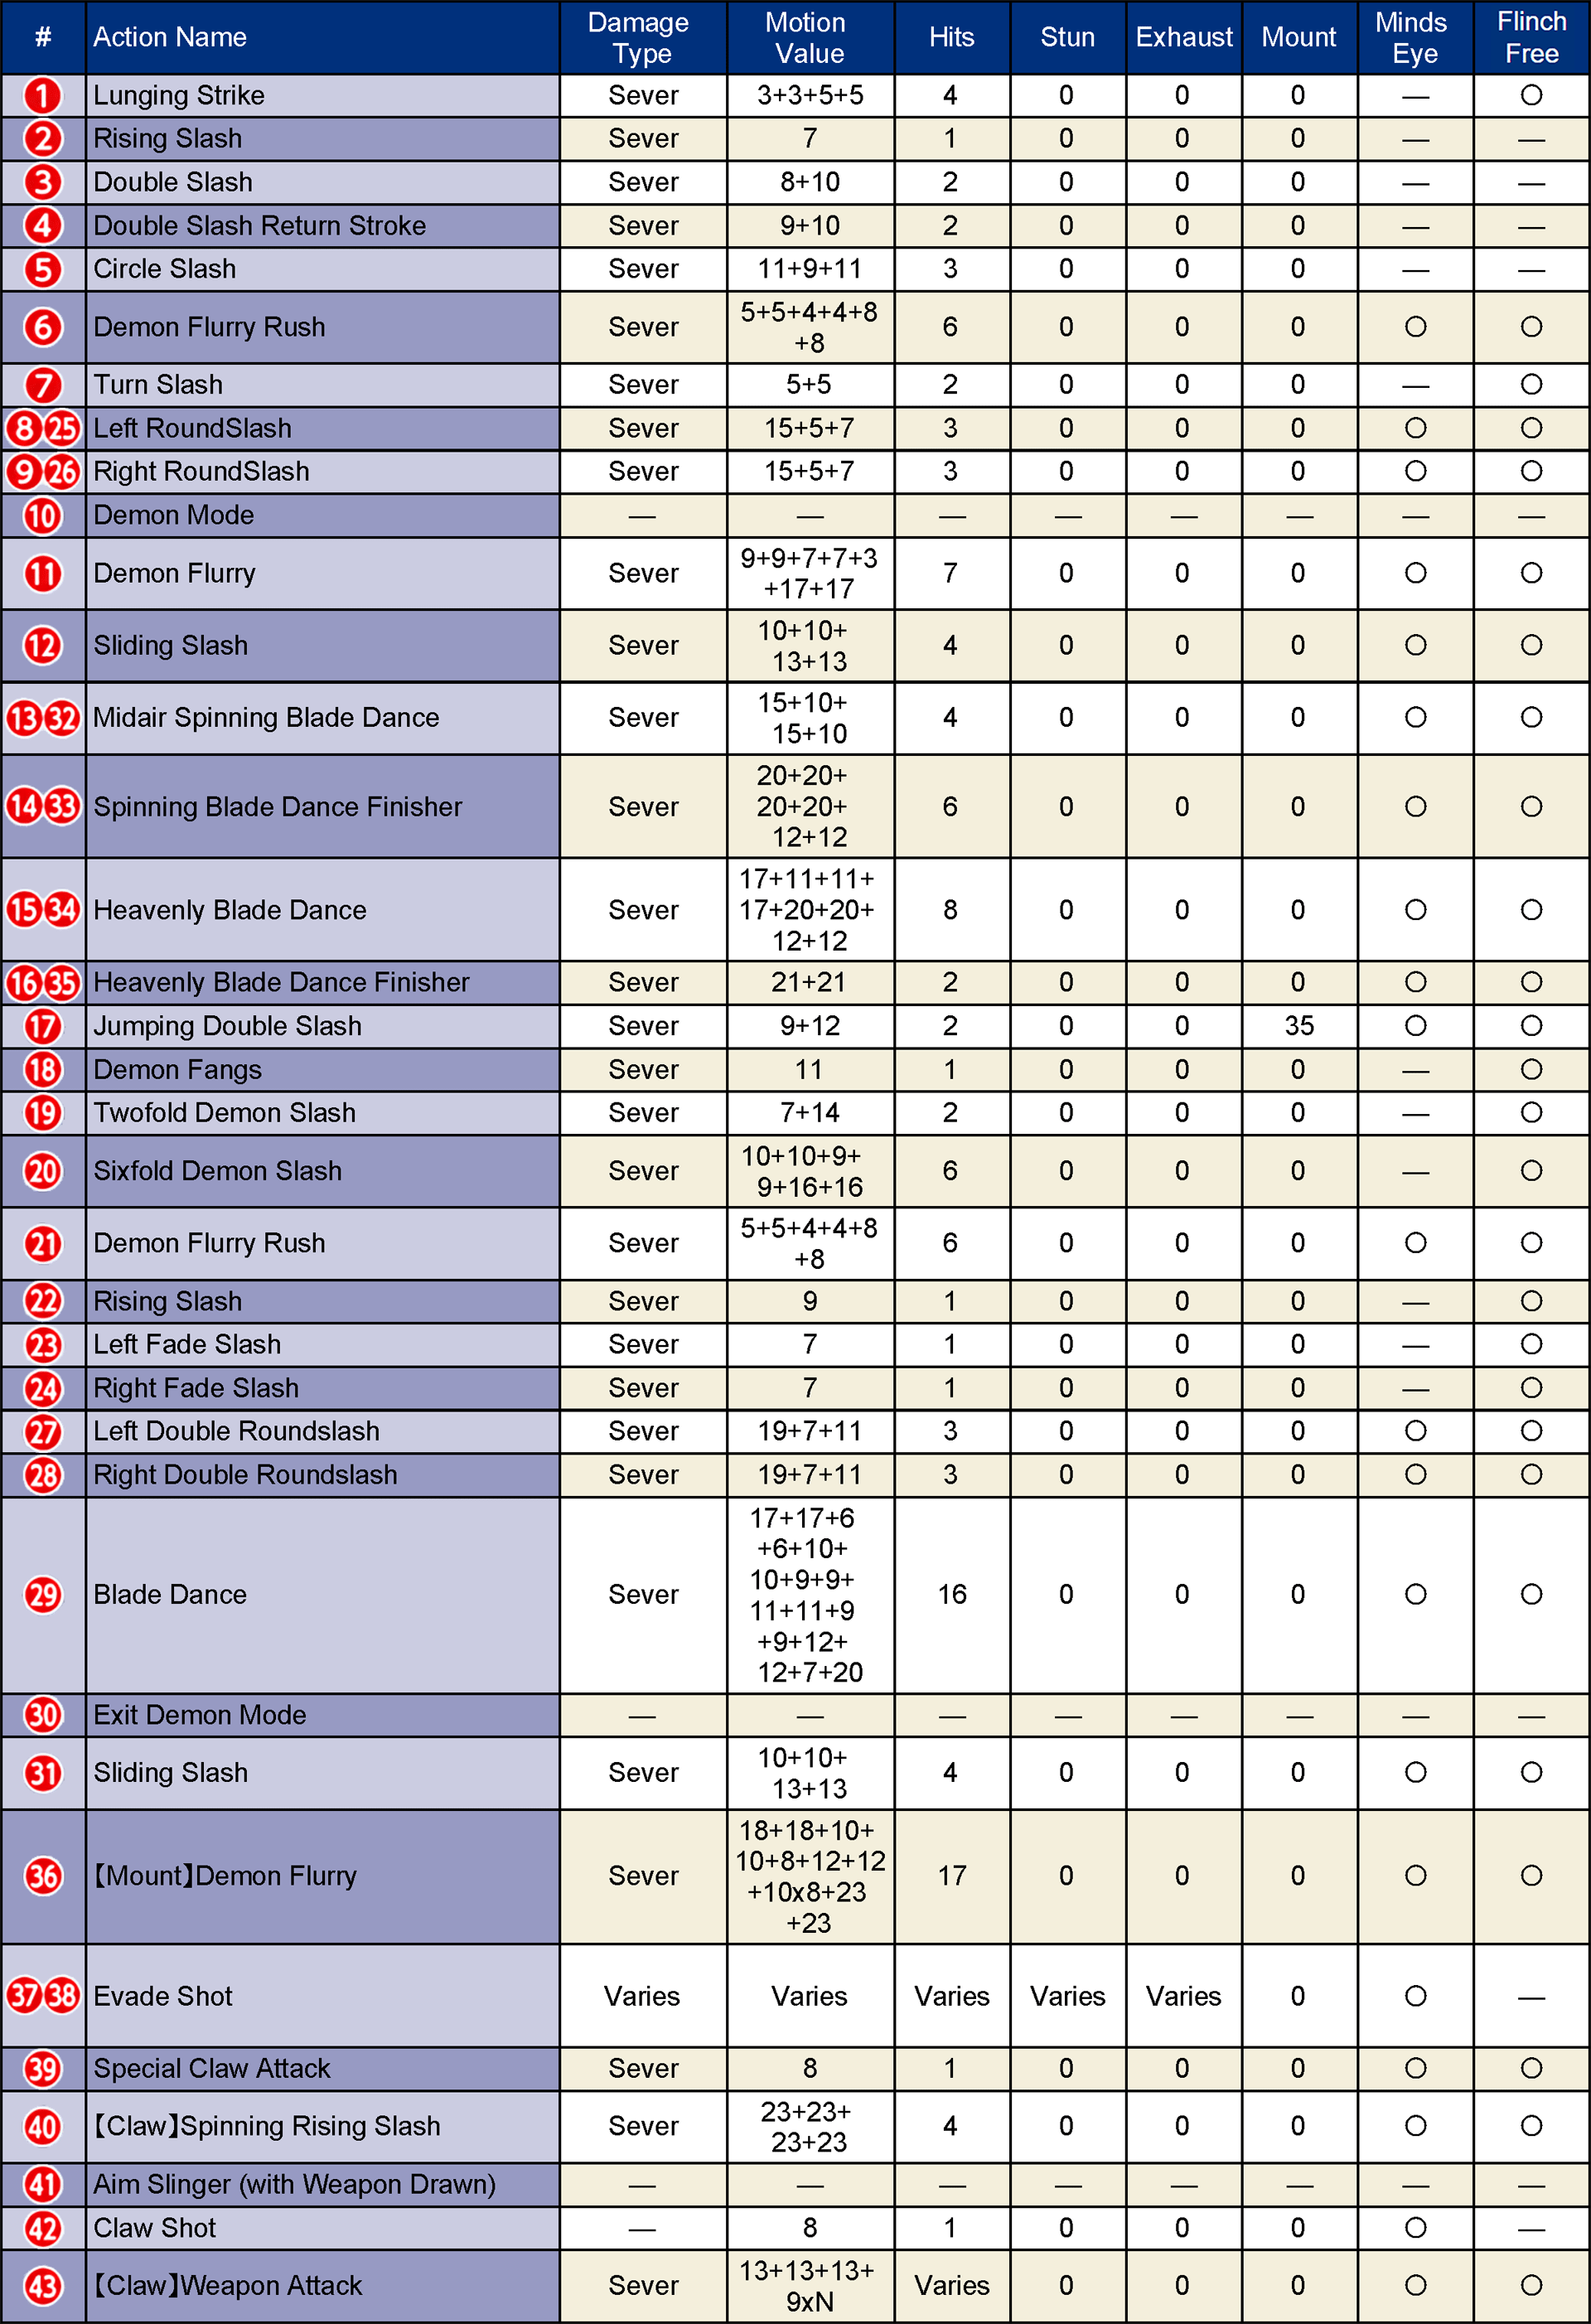 # Action Name Damage Type Motion Value Hits Stun Exhaust Mount Minds Eye Flinch Free
1 Lunging Strike Sever 3+3+5+5 4 0 0 0 — ○
2 Rising Slash Sever 7 1 0 0 0 — —
3 Double Slash Sever 8+10 2 0 0 0 — —
4 Double Slash Return Stroke Sever 9+10 2 0 0 0 — —
5 Circle Slash Sever 11+9+11 3 0 0 0 — —
6 Demon Flurry Rush Sever 5+5+4+4+8 +8 6 0 0 0 ○ ○
7 Turn Slash Sever 5+5 2 0 0 0 — ○
8 25 Left RoundSlash Sever 15+5+7 3 0 0 0 ○ ○
9 26 Right RoundSlash Sever 15+5+7 3 0 0 0 ○ ○
10 Demon Mode — — — — — — — —
11 Demon Flurry Sever 9+9+7+7+3 +17+17 7 0 0 0 ○ ○
12 Sliding Slash Sever 10+10+ 13+13 4 0 0 0 ○ ○
13 32 Midair Spinning Blade Dance Sever 15+10+ 15+10 4 0 0 0 ○ ○
14 33 Spinning Blade Dance Finisher Sever 20+20+ 20+20+ 12+12 6 0 0 0 ○ ○
15 34 Heavenly Blade Dance Sever 17+11+11+ 17+20+20+ 12+12 8 0 0 0 ○ ○
16 35 Heavenly Blade Dance Finisher Sever 21+21 2 0 0 0 ○ ○
17 Jumping Double Slash Sever 9+12 2 0 0 35 ○ ○
18 Demon Fangs Sever 11 1 0 0 0 — ○
19 Twofold Demon Slash Sever 7+14 2 0 0 0 — ○
20 Sixfold Demon Slash Sever 10+10+9+ 9+16+16 6 0 0 0 — ○
21 Demon Flurry Rush Sever 5+5+4+4+8 +8 6 0 0 0 ○ ○
22 Rising Slash Sever 9 1 0 0 0 — ○
23 Left Fade Slash Sever 7 1 0 0 0 — ○
24 Right Fade Slash Sever 7 1 0 0 0 — ○
27 Left Double Roundslash Sever 19+7+11 3 0 0 0 ○ ○
28 Right Double Roundslash Sever 19+7+11 3 0 0 0 ○ ○
29 Blade Dance Sever 17+17+6 +6+10+ 10+9+9+ 11+11+9 +9+12+ 12+7+20 16 0 0 0 ○ ○
30 Exit Demon Mode — — — — — — — —
31 Sliding Slash Sever 10+10+ 13+13 4 0 0 0 ○ ○
36 【Mount】Demon Flurry Sever 18+18+10+ 10+8+12+12 +10x8+23 +23 17 0 0 0 ○ ○
37 38 Evade Shot Varies Varies Varies Varies Varies 0 ○ —
39 Special Claw Attack Sever 8 1 0 0 0 ○ ○
40 【Claw】Spinning Rising Slash Sever 23+23+ 23+23 4 0 0 0 ○ ○
41 Aim Slinger (with Weapon Drawn) — — — — — — — —
42 Claw Shot — 8 1 0 0 0 ○ —
43 【Claw】Weapon Attack Sever 13+13+13+ 9xN Varies 0 0 0 ○ ○